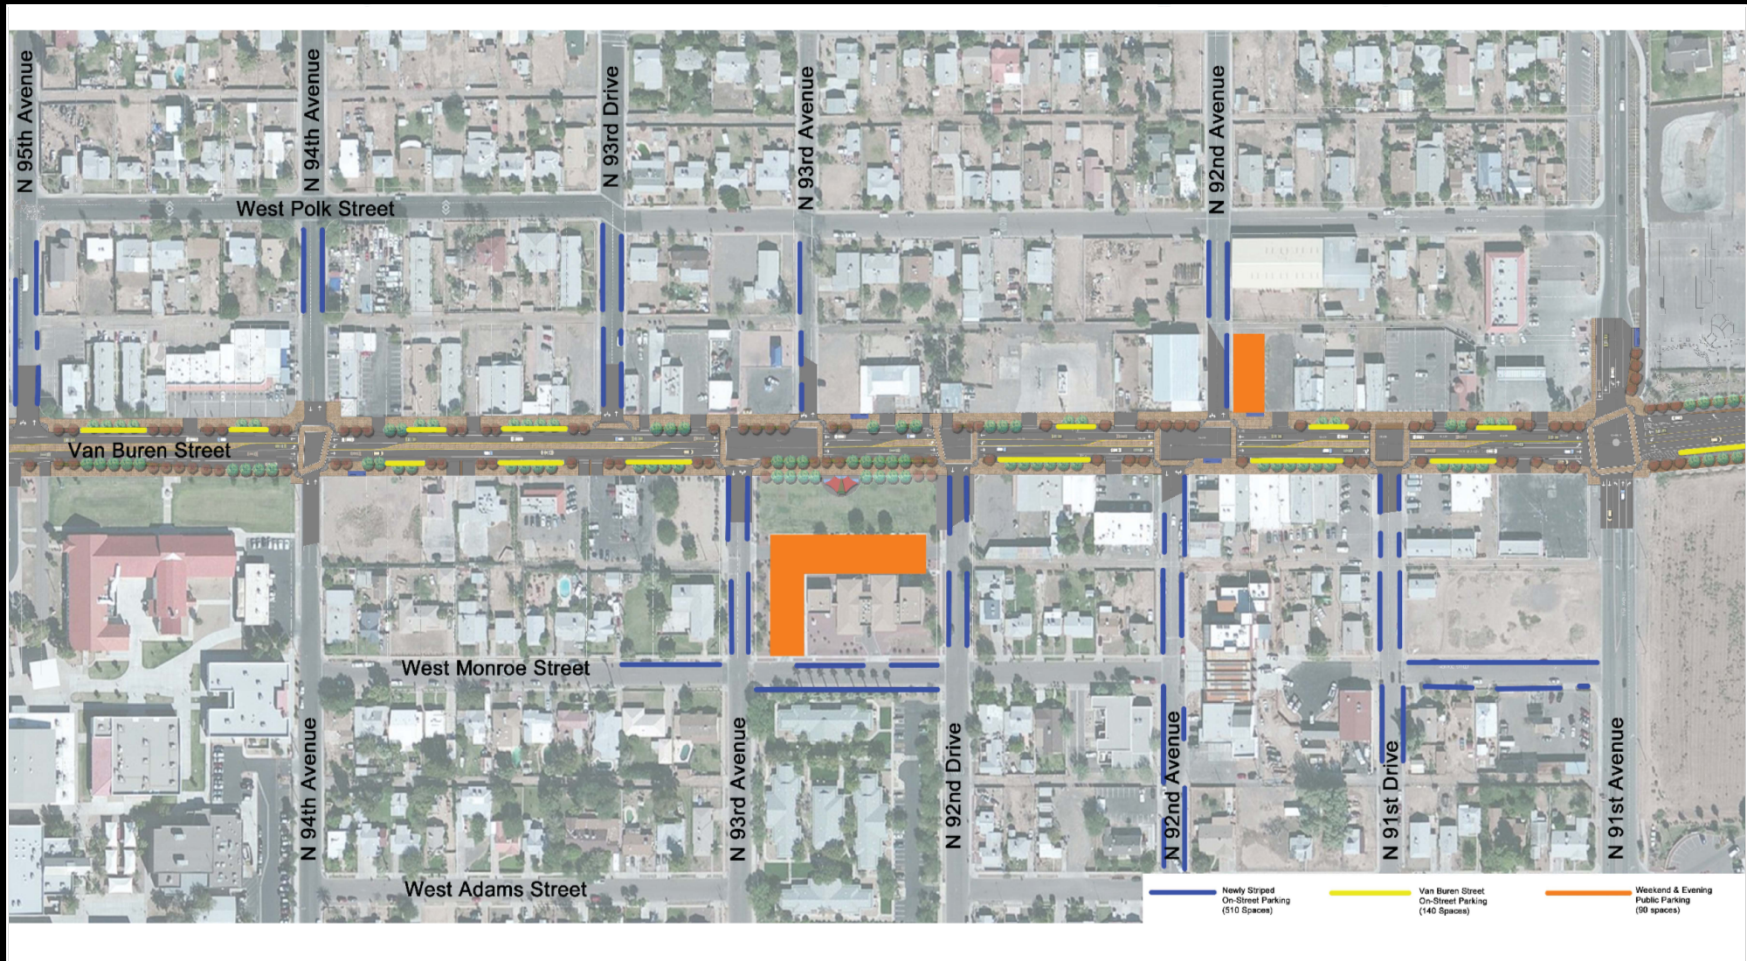 N 95th Avenue
N 94th Avenue
N 93rd Drive
N 93rd Avenue
N 92nd Avenue
West Polk Street
Van Buren Street
West Monroe Street
N 94th Avenue
N 93rd Avenue
N 92nd Drive
N 92nd Avenue
N 91st Drive
N 91st Avenue
West Adams Street
Newly Striped
On-Street Parking
(510 Spaces)
Van Buren Street
On-Street Parking
(140 Spaces)
Weekend & Evening
Public Parking
(90 spaces)